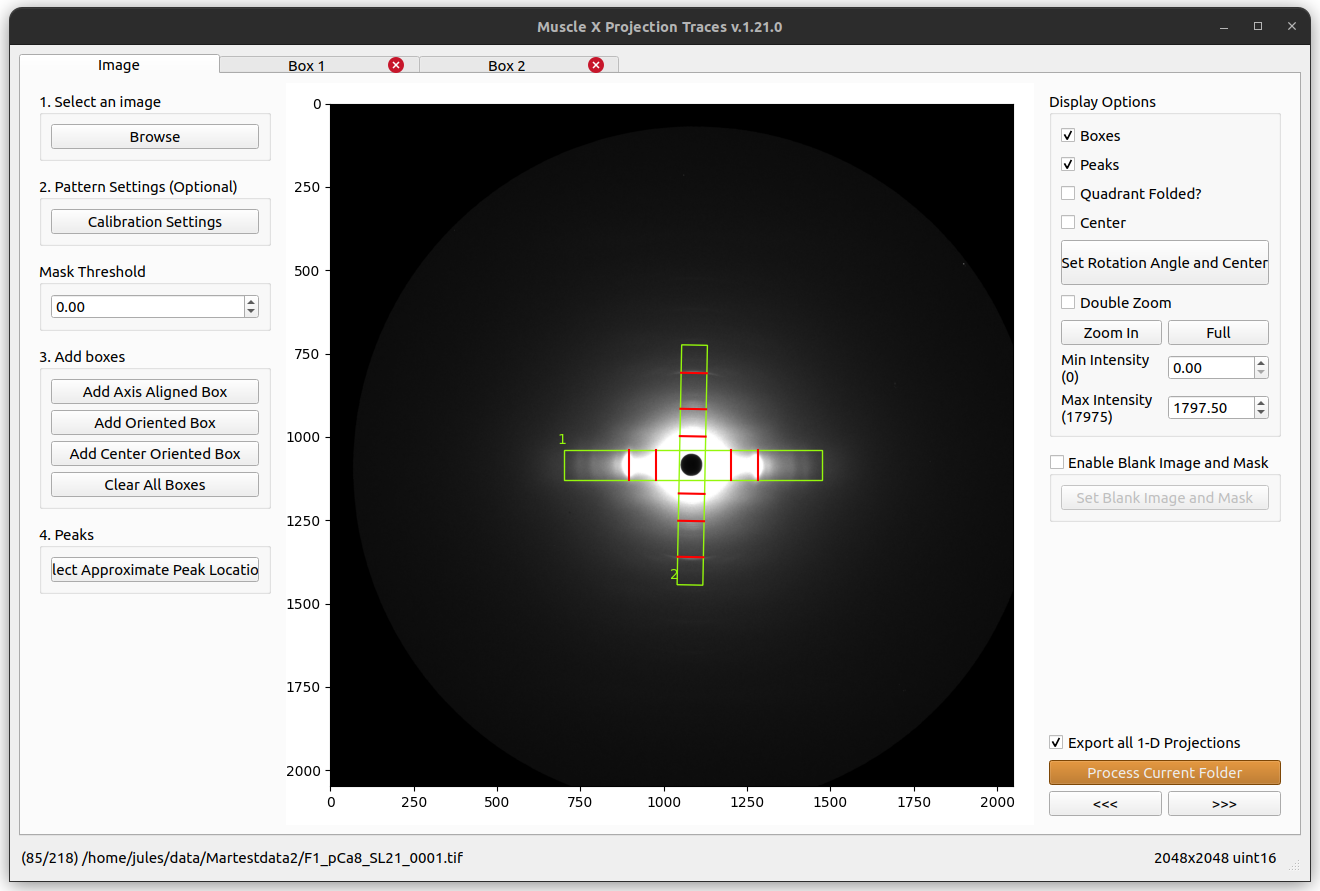 Muscle X Projection Traces v.1.21.0
Image
Box 1
Box 2
1. Select an image
Browse
2. Pattern Settings (Optional)
Calibration Settings
Mask Threshold
0.00
3. Add boxes
Add Axis Aligned Box
Add Oriented Box
Add Center Oriented Box
Clear All Boxes
4. Peaks
lect Approximate Peak Locatio
0
250
500
750
1000
1250
1500
1750
2000
0
250
500
750
1000
1250
1500
1750
2000
1
2
Display Options
Boxes
Peaks
Quadrant Folded?
Center
Set Rotation Angle and Center
Double Zoom
Zoom In
Full
Min Intensity
(0)
0.00
Max Intensity
(17975)
1797.50
Enable Blank Image and Mask
Set Blank Image and Mask
Export all 1-D Projections
Process Current Folder
<<<
>>>
(85/218) /home/jules/data/Martestdata2/F1_pCa8_SL21_0001.tif
2048x2048 uint16